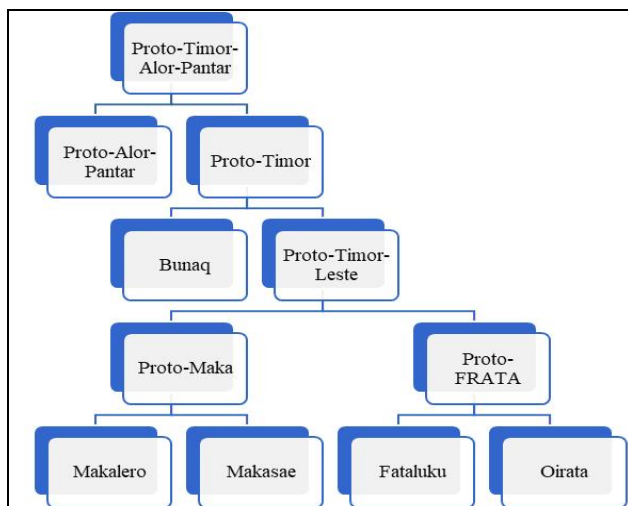 Proto-Timor-
Alor-Pantar
Proto-Alor-
Pantar
Proto-Timor
Bunaq
Proto-Timor-
Leste
Proto-Maka
Proto-
FRATA
Makalero
Makasae
Fataluku
Oirata